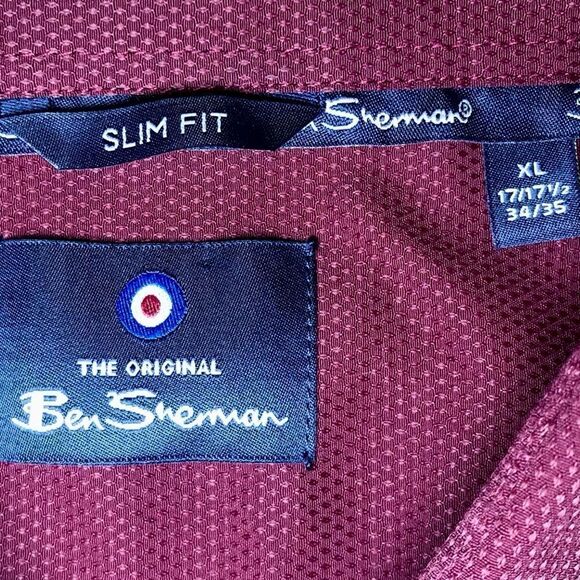 SLIM FIT
Sherman®
XL
17/17½
34/35
THE ORIGINAL
Ben Sherman